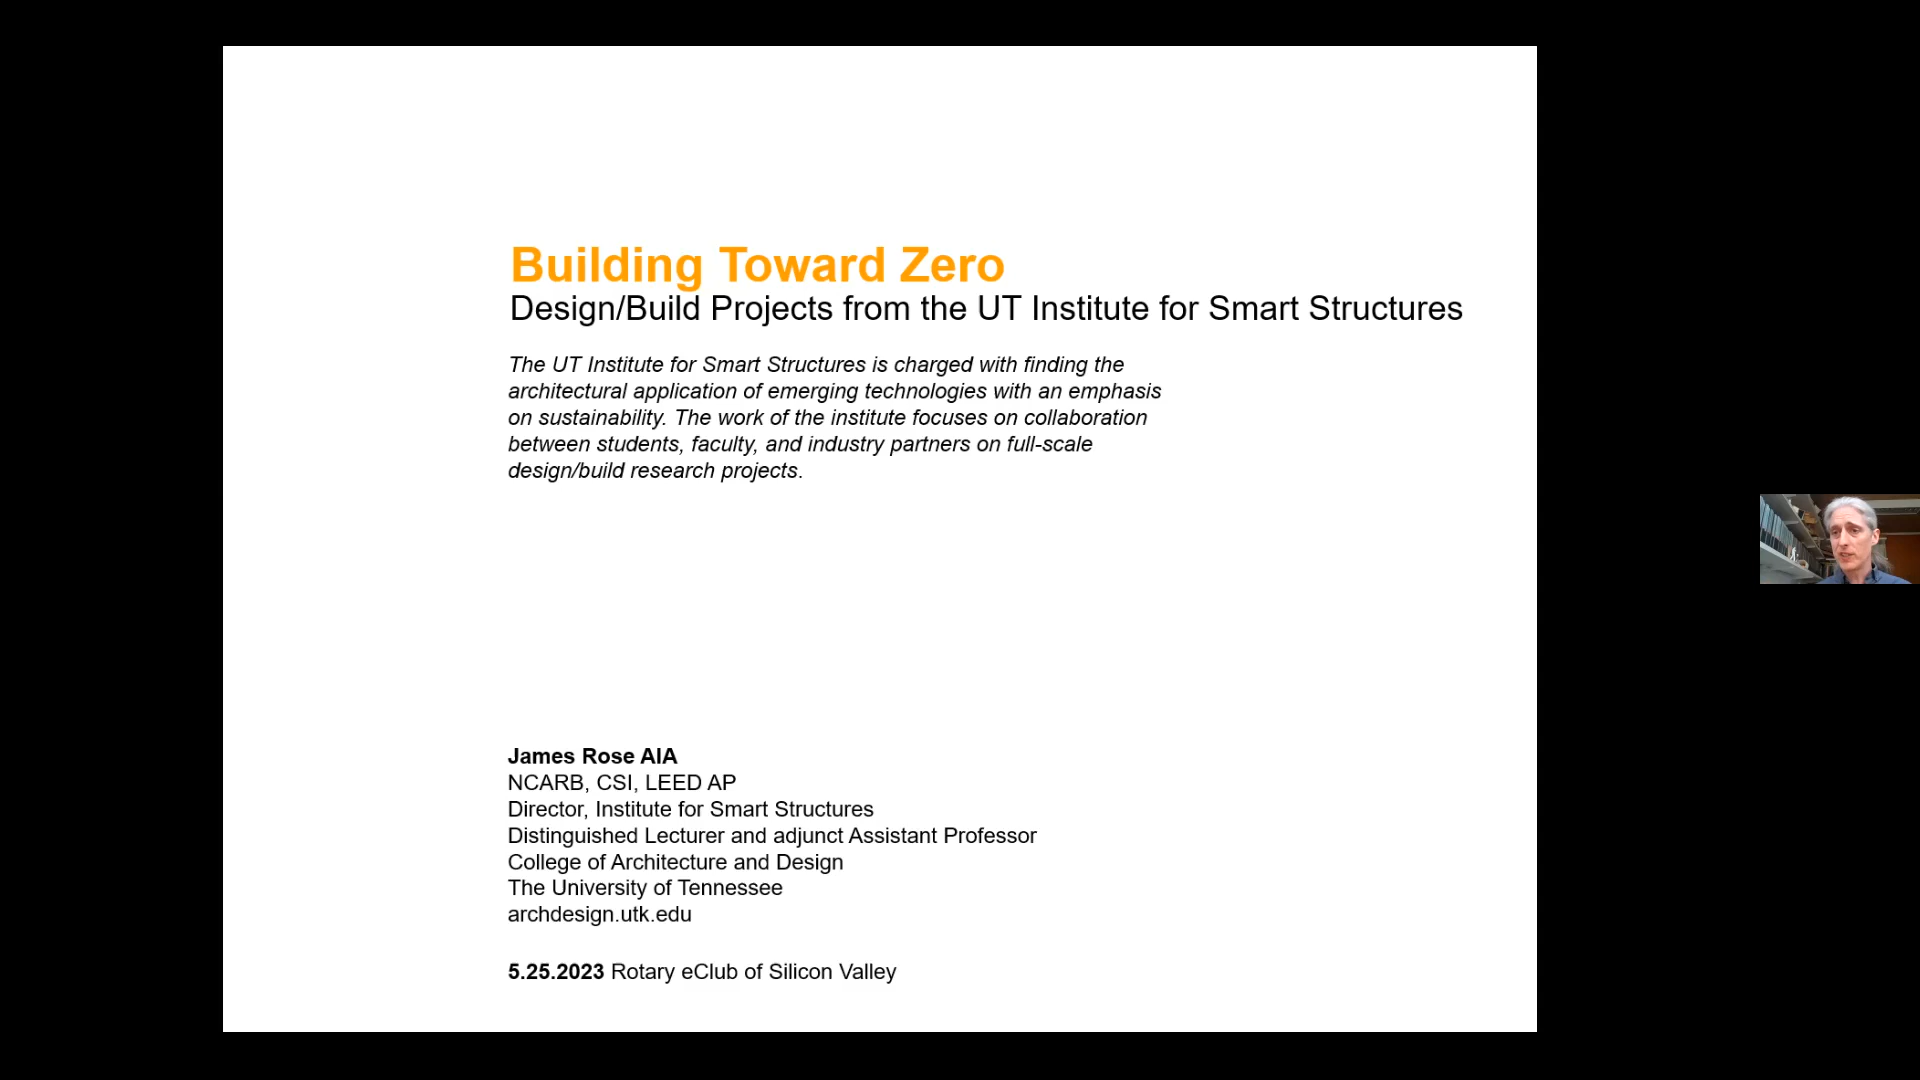 Building Toward Zero
Design/Build Projects from the UT Institute for Smart Structures
The UT Institute for Smart Structures is charged with finding the
architectural application of emerging technologies with an emphasis
on sustainability. The work of the institute focuses on collaboration
between students, faculty, and industry partners on full-scale
design/build research projects.
James Rose AIA
NCARB, CSI, LEED AP
Director, Institute for Smart Structures
Distinguished Lecturer and adjunct Assistant Professor
College of Architecture and Design
The University of Tennessee
archdesign.utk.edu
5.25.2023 Rotary eClub of Silicon Valley